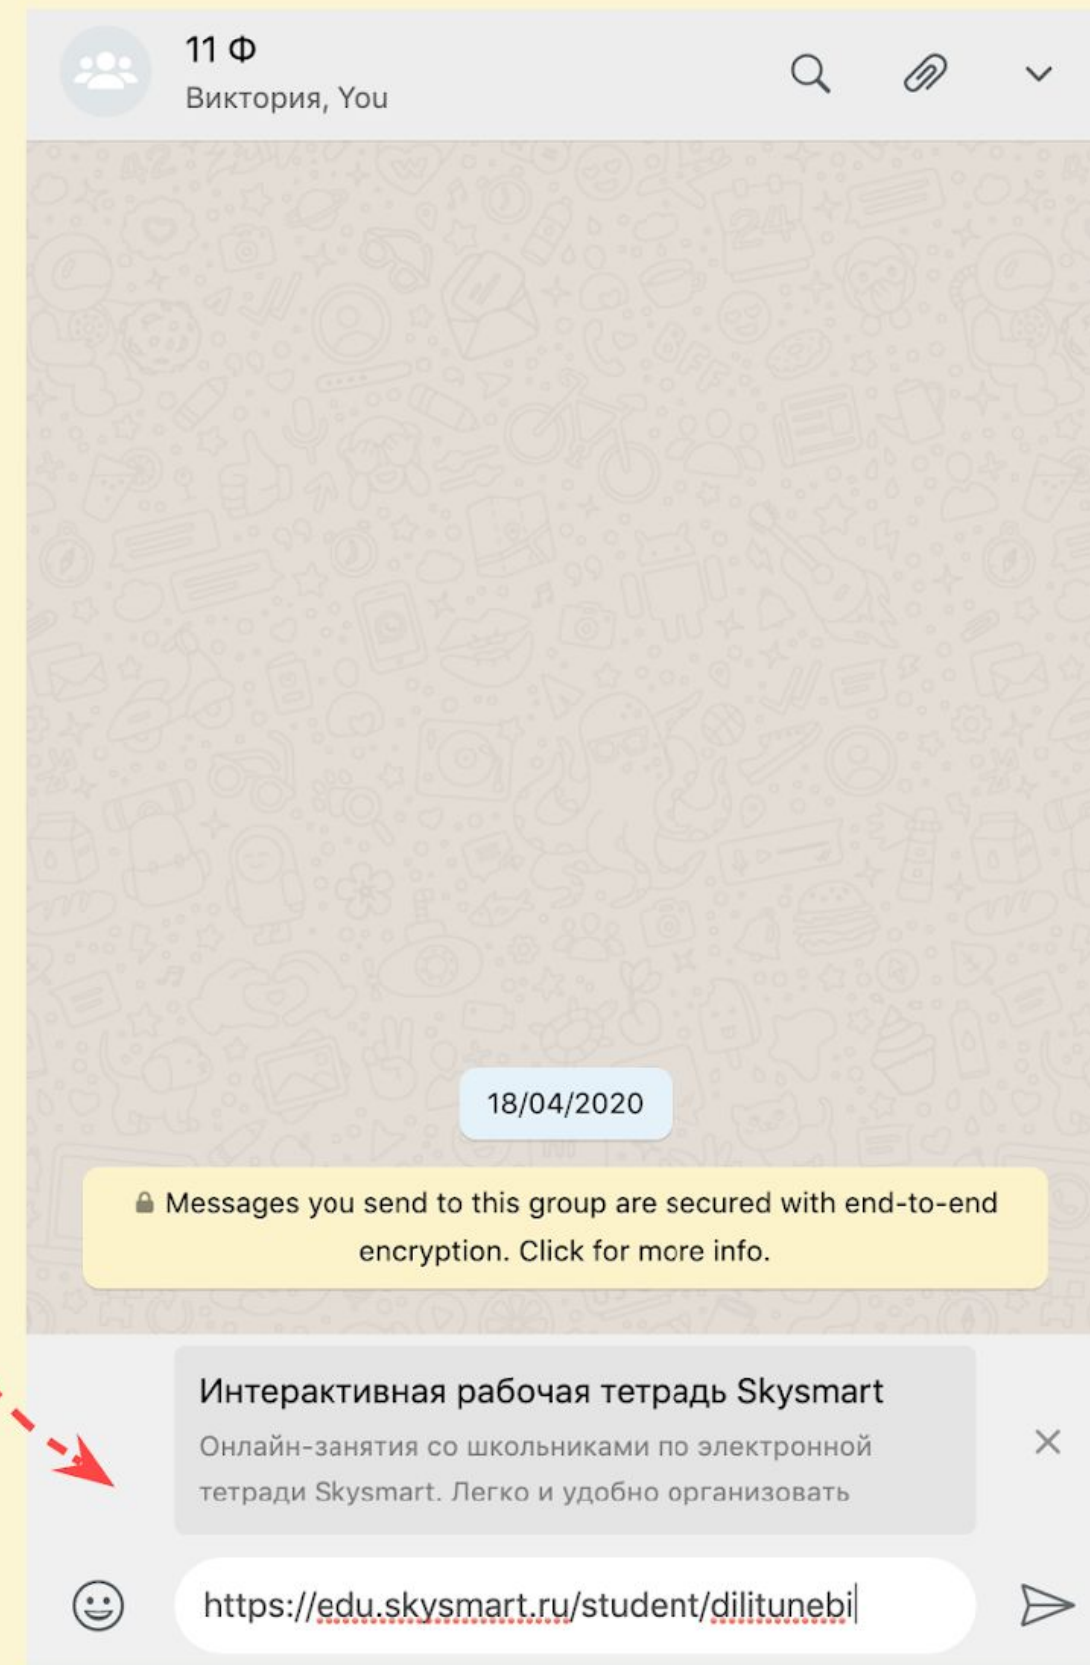 11 Ф
Виктория, You
18/04/2020
Messages you send to this group are secured with end-to-end
encryption. Click for more info.
Интерактивная рабочая тетрадь Skysmart
Онлайн-занятия со школьниками по электронной
тетради Skysmart. Легко и удобно организовать
https://edu.skysmart.ru/student/dilitunebi